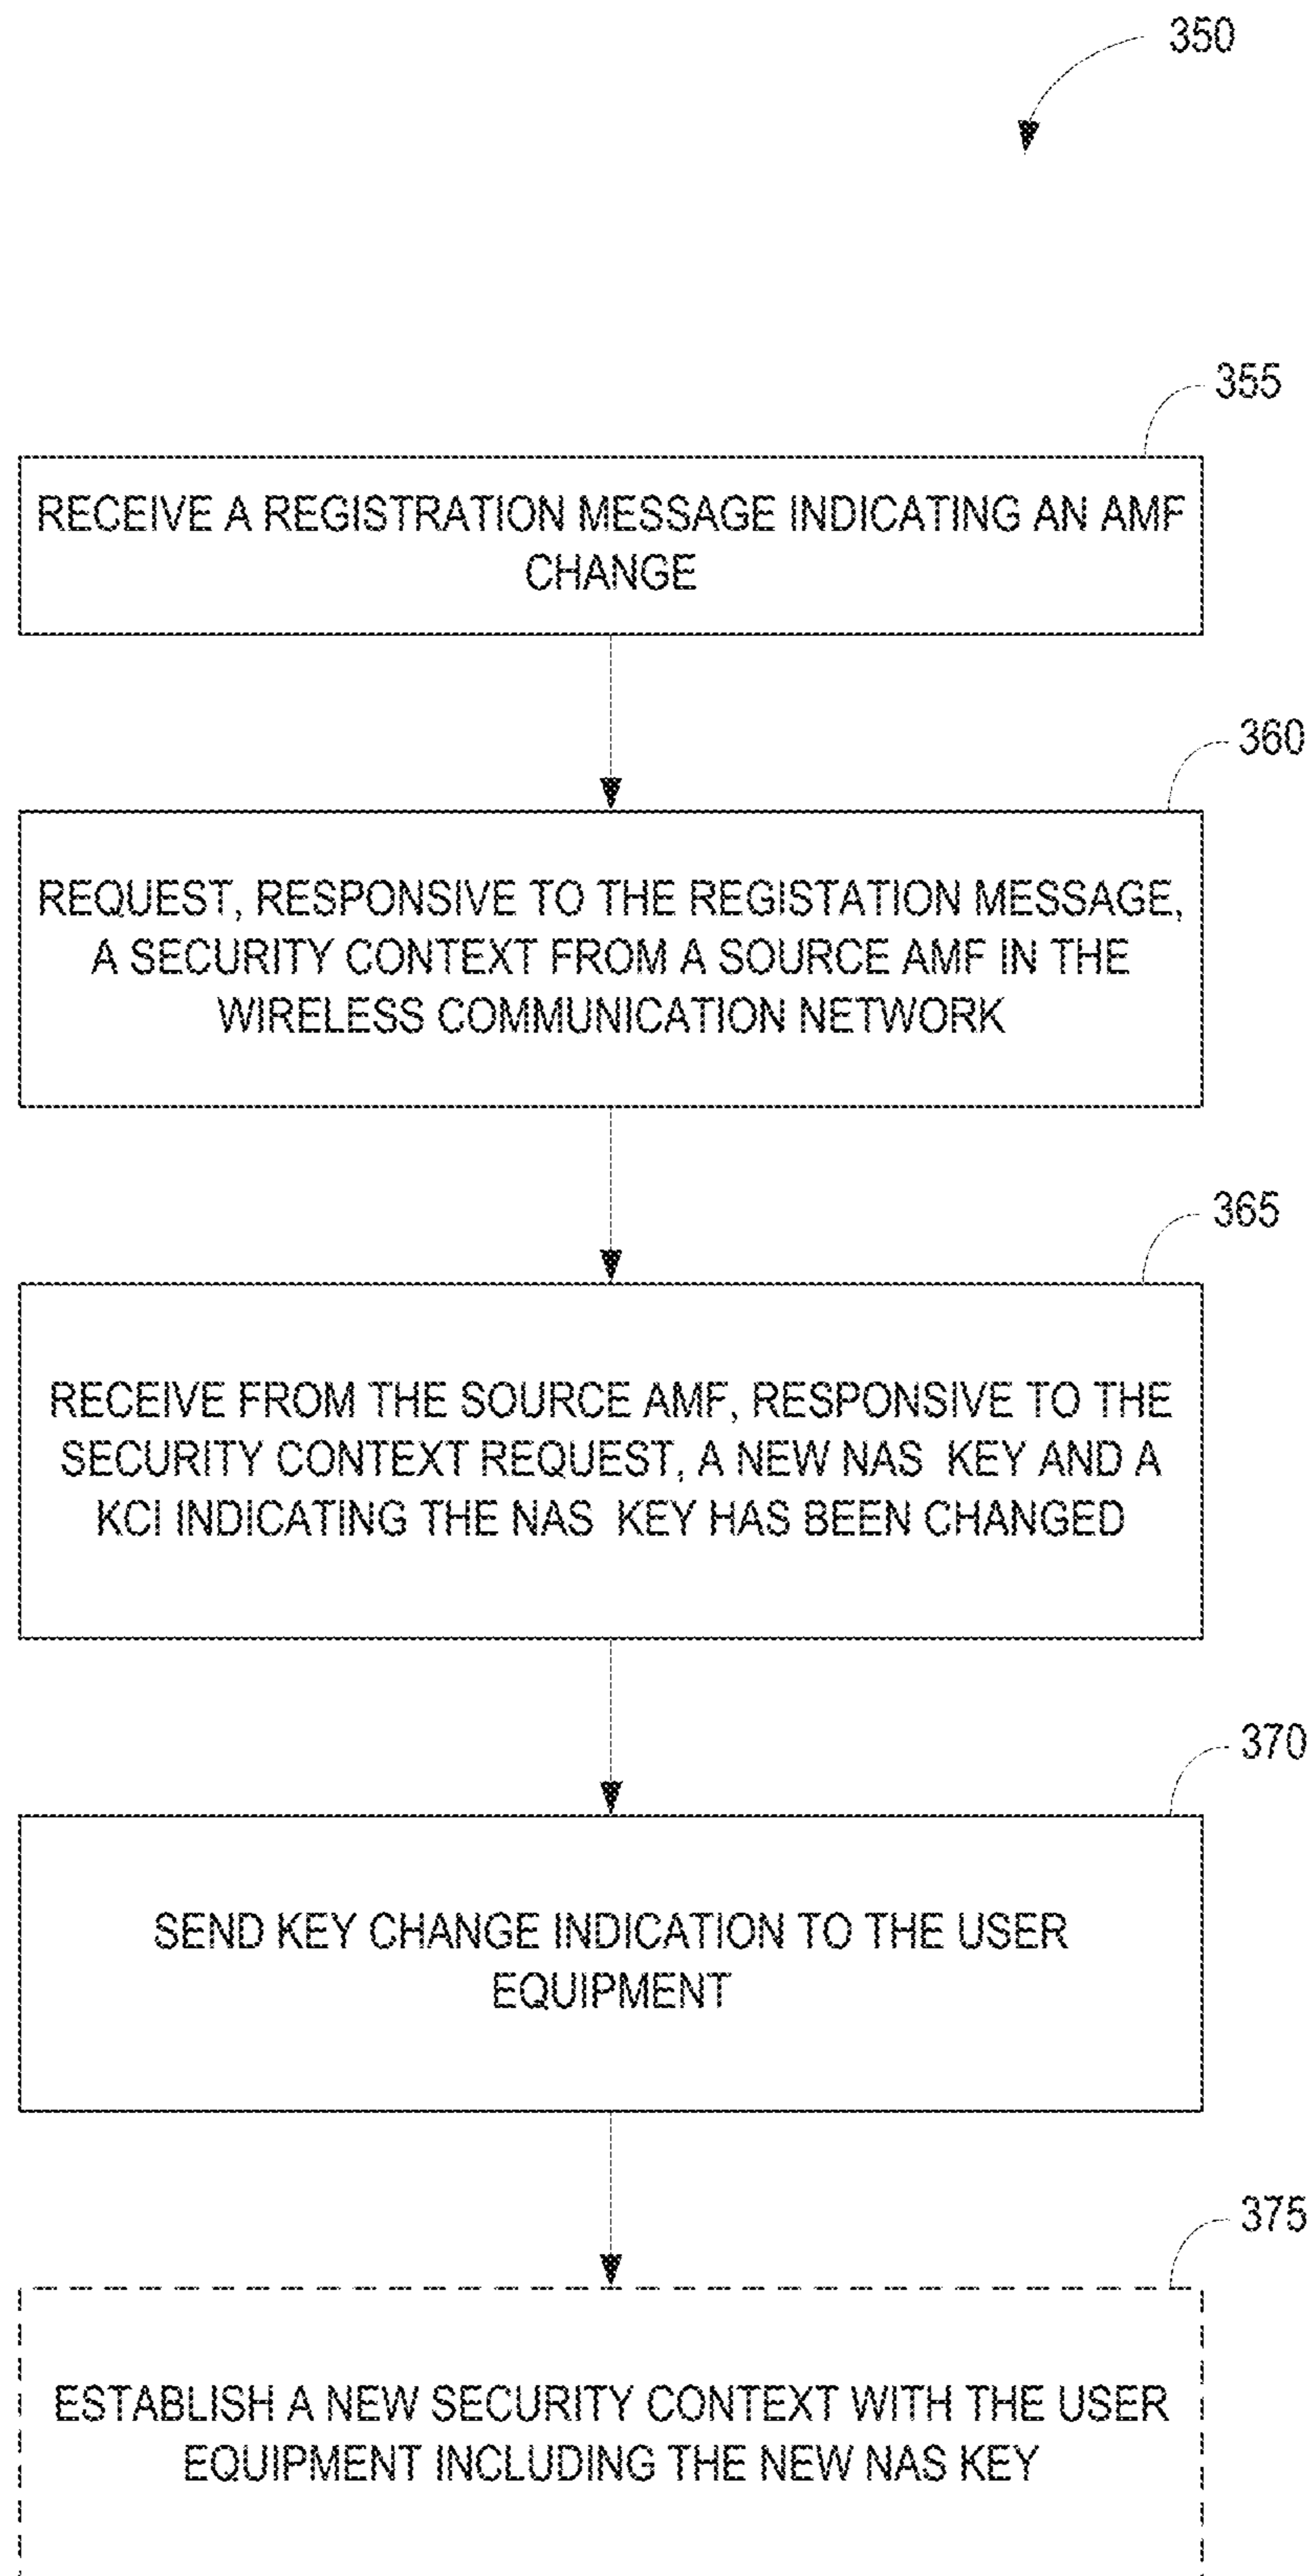 350
355
RECEIVE A REGISTRATION MESSAGE INDICATING AN AMF
CHANGE
360
REQUEST, RESPONSIVE TO THE REGISTATION MESSAGE,
A SECURITY CONTEXT FROM A SOURCE AMF IN THE
WIRELESS COMMUNICATION NETWORK
365
RECEIVE FROM THE SOURCE AMF, RESPONSIVE TO THE
SECURITY CONTEXT REQUEST, A NEW NAS KEY AND A
KCI INDICATING THE NAS KEY HAS BEEN CHANGED
370
SEND KEY CHANGE INDICATION TO THE USER
EQUIPMENT
375
ESTABLISH A NEW SECURITY CONTEXT WITH THE USER
EQUIPMENT INCLUDING THE NEW NAS KEY